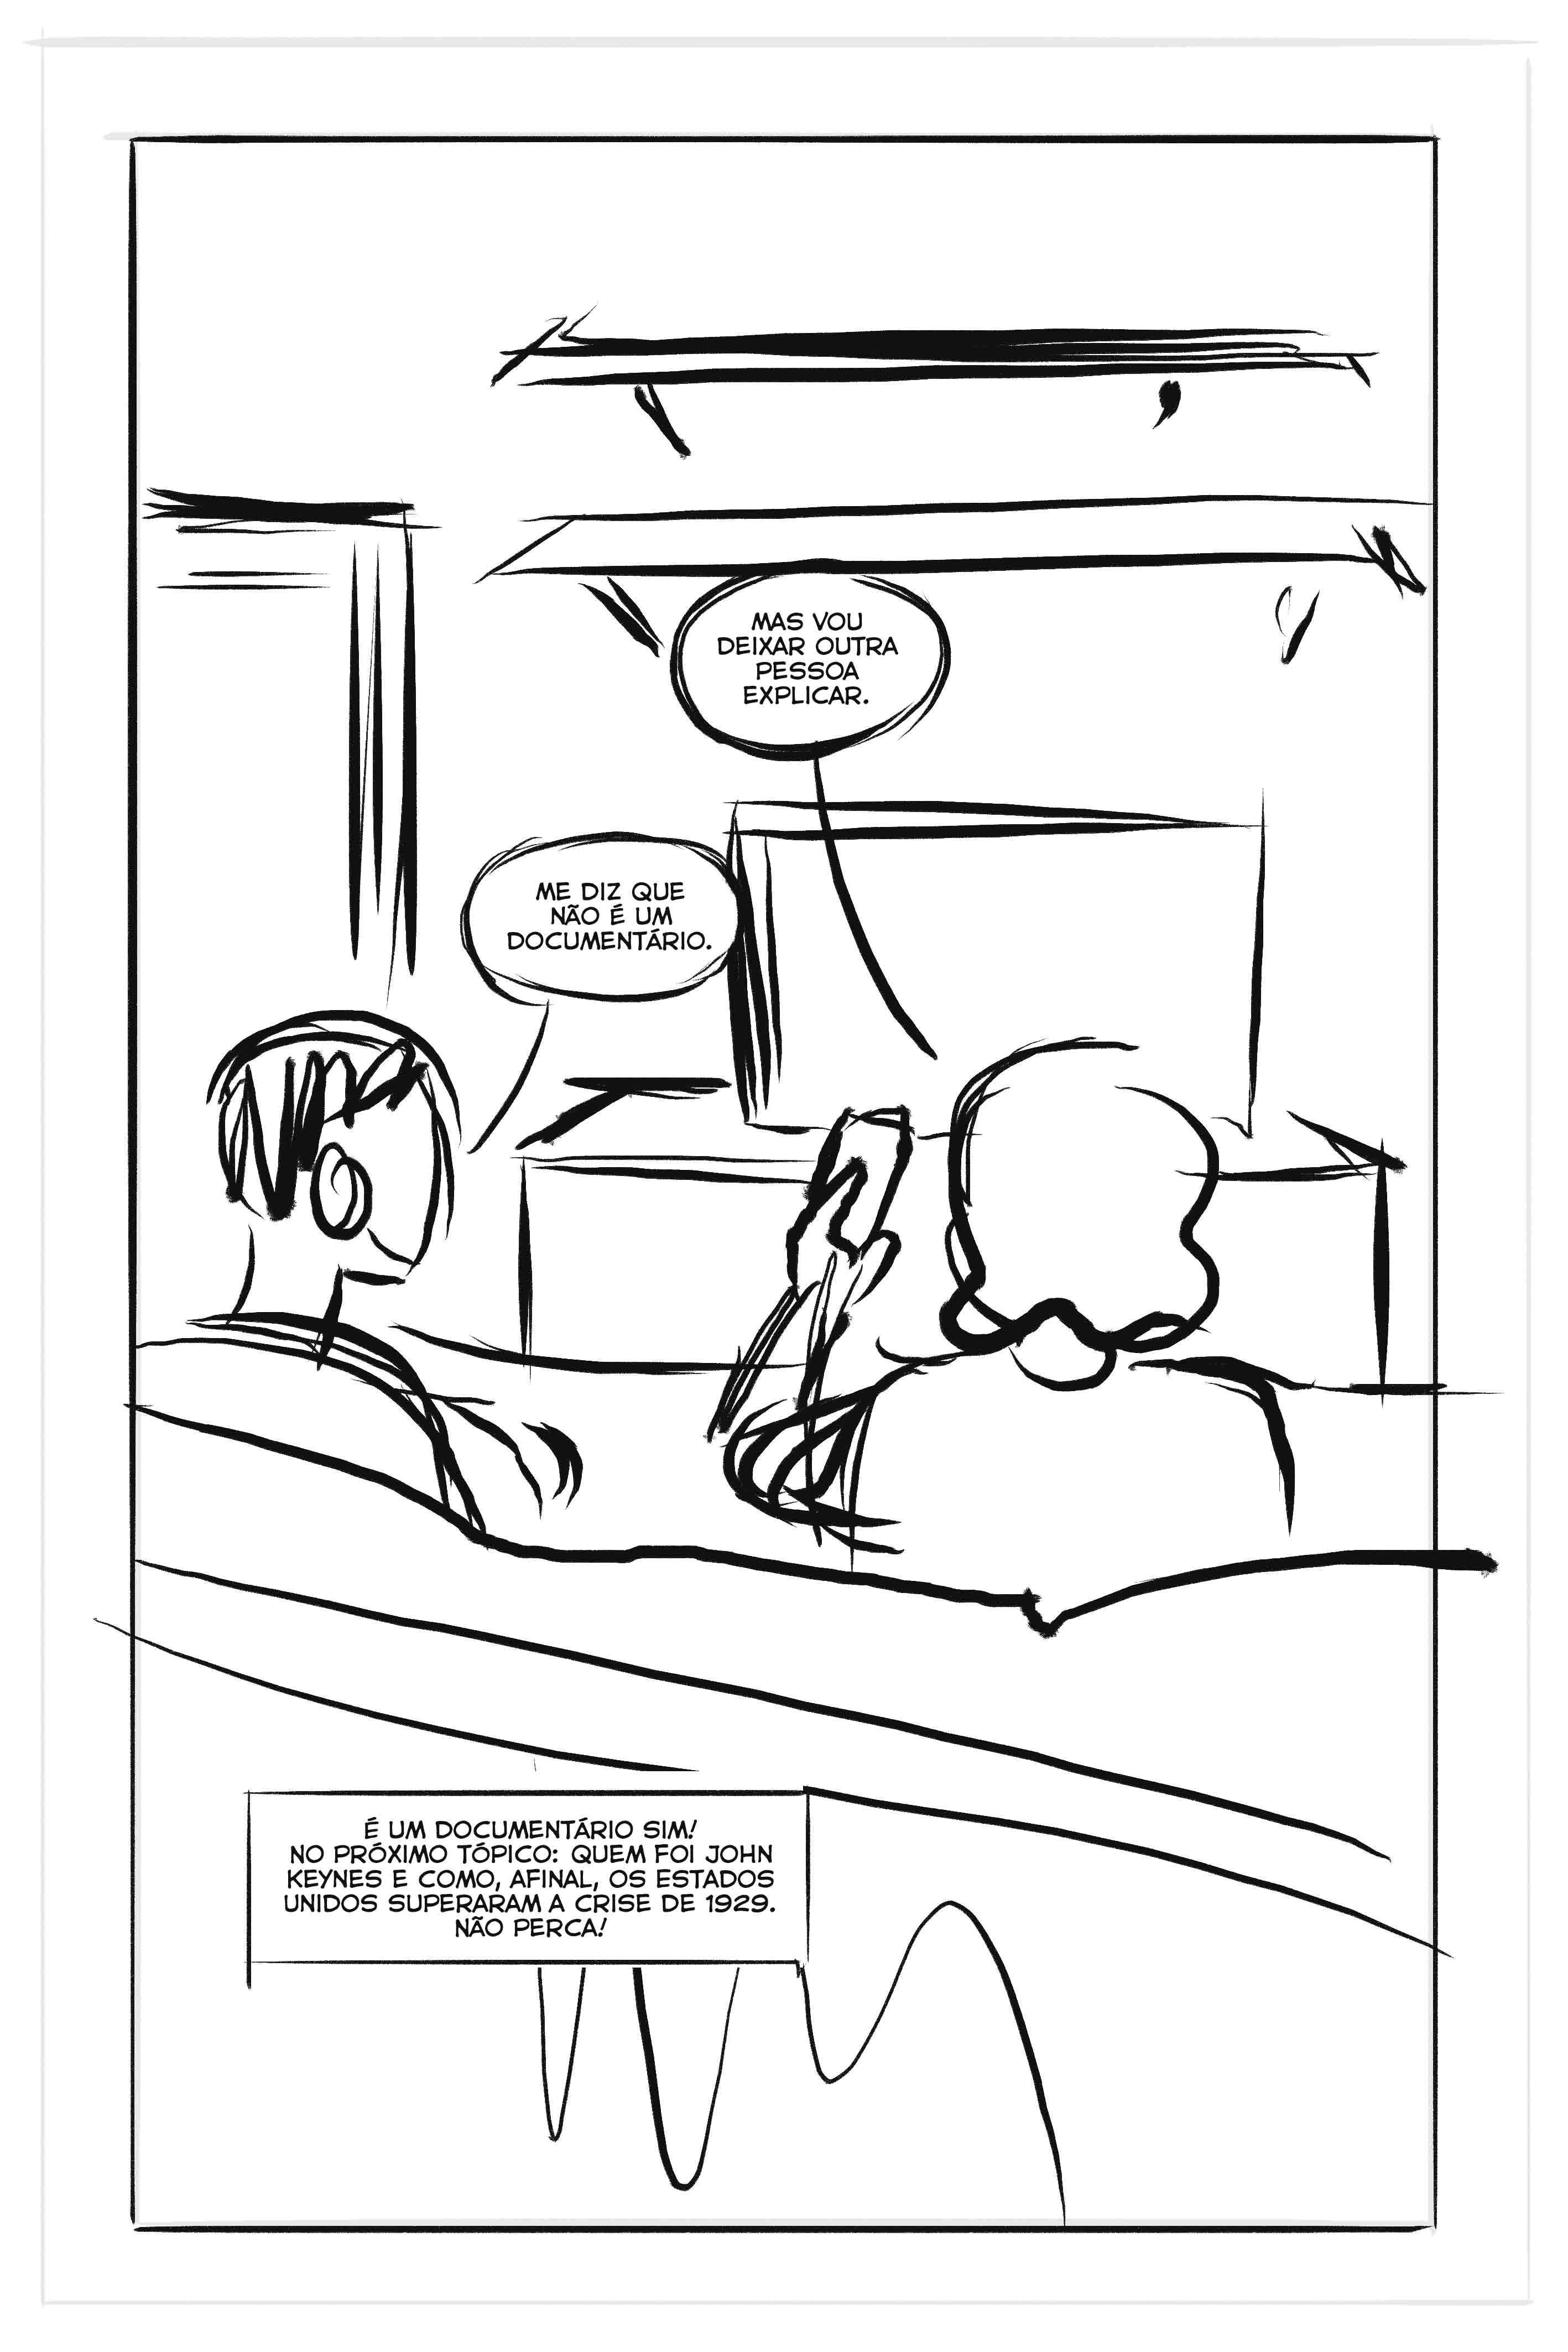 MAS VOU
DEIXAR OUTRA
PESSOA
EXPLICAR.
ME DIZ QUE
NÃO É UM
DOCUMENTÁRIO.
É UM DOCUMENTÁRIO SIM!
NO PRÓXIMO TÓPICO: QUEM FOI JOHN
KEYNES E COMO, AFINAL, OS ESTADOS
UNIDOS SUPERARAM A CRISE DE 1929.
NÃO PERCA!